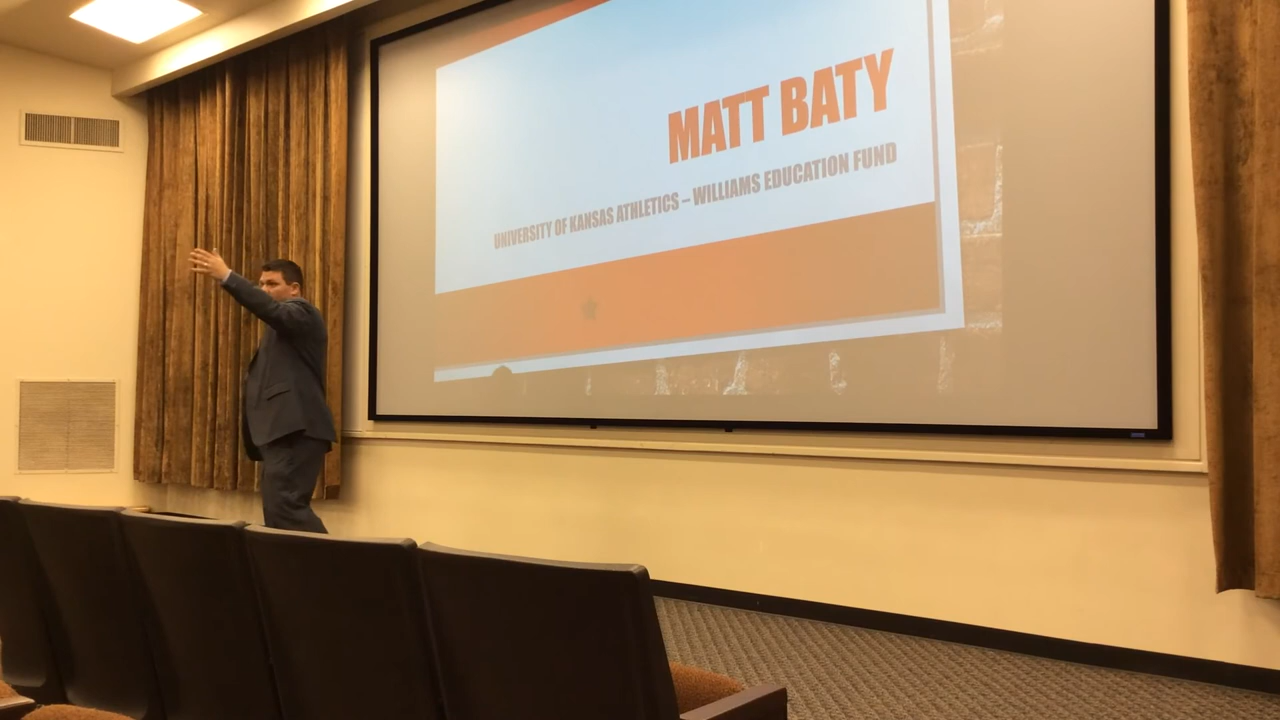 MATT BATY
UNIVERSITY OF KANSAS ATHLETICS – WILLIAMS EDUCATION FUND